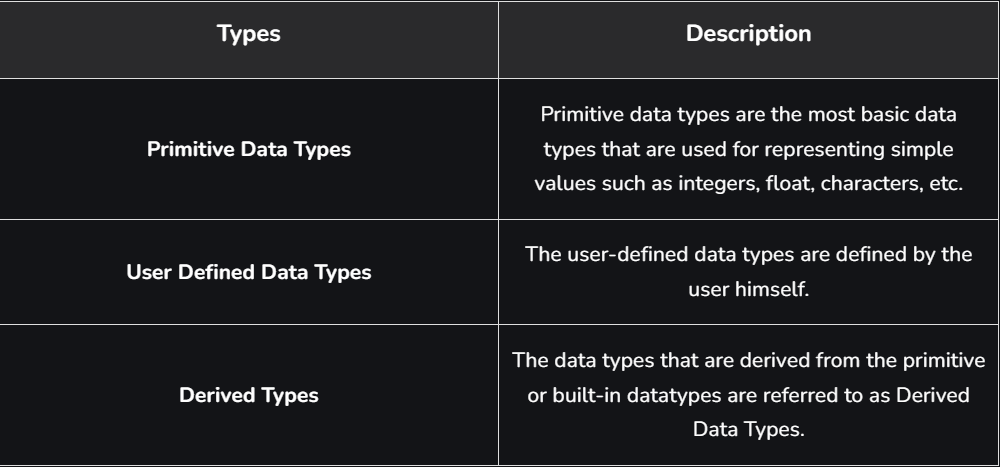 Types
Description
Primitive Data Types
Primitive data types are the most basic data
types that are used for representing simple
values such as integers, float, characters, etc.
User Defined Data Types
The user-defined data types are defined by the
user himself.
Derived Types
The data types that are derived from the primitive
or built-in datatypes are referred to as Derived
Data Types.